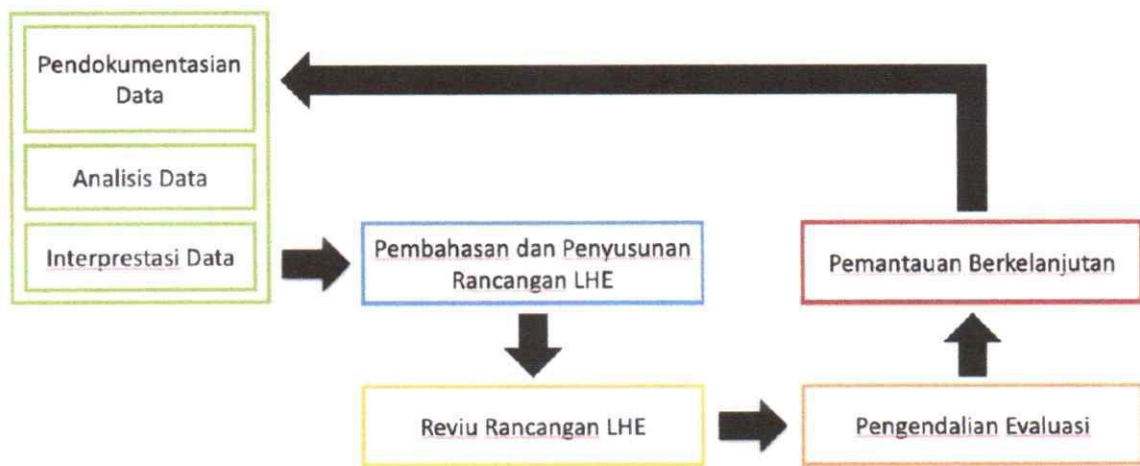 Pendokumentasian
Data
Analisis Data
Interprestasi Data
Pembahasan dan Penyusunan
Rancangan LHE
Pemantauan Berkelanjutan
Reviu Rancangan LHE
Pengendalian Evaluasi